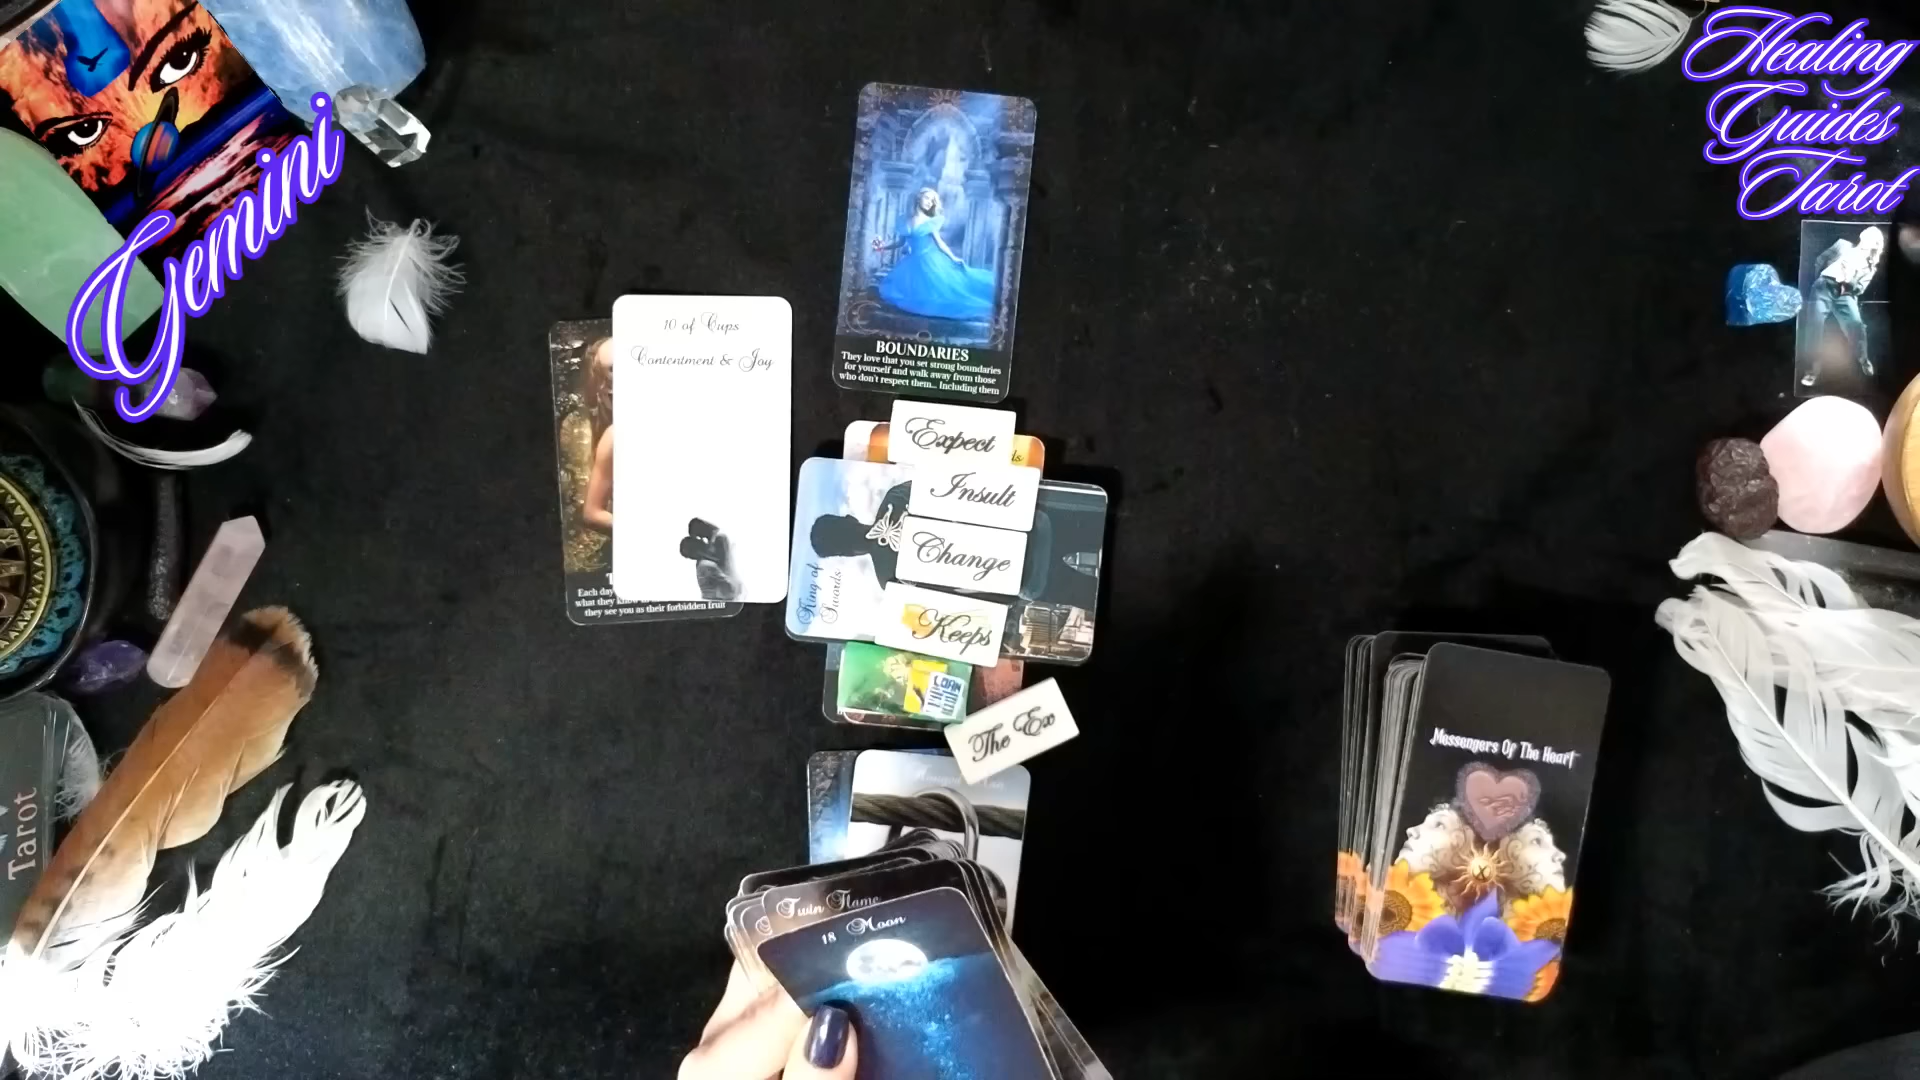 Gemini
Healing
Guides
Tarot
BOUNDARIES
They love that you set strong boundaries
for yourself and walk away from those
who don't respect them... Including them
10 of Cups
Contentment & Joy
Each day
what they
they see you as their forbidden fruit
Expect
Insult
Change
Keeps
King of
Swords
LOAN
The Ex
Messengers Of The Heart
Twin Flame
18 Moon
Tarot